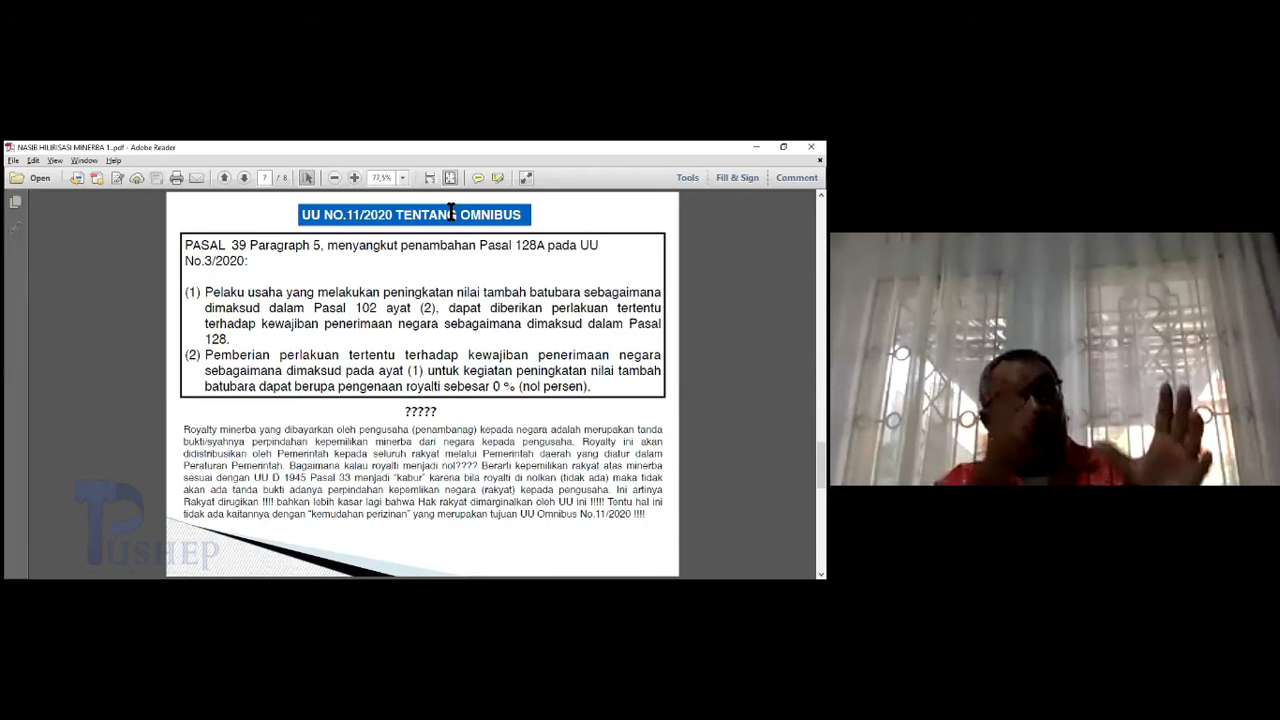 NASIB HILIRISASI MINERBA 1..pdf - Adobe Reader
File Edit View Window Help
Open 7 / 8 77,5% Tools Fill & Sign Comment
UU NO.11/2020 TENTANG OMNIBUS
PASAL 39 Paragraph 5, menyangkut penambahan Pasal 128A pada UU
No.3/2020:
(1) Pelaku usaha yang melakukan peningkatan nilai tambah batubara sebagaimana
dimaksud dalam Pasal 102 ayat (2), dapat diberikan perlakuan tertentu
terhadap kewajiban penerimaan negara sebagaimana dimaksud dalam Pasal
128.
(2) Pemberian perlakuan tertentu terhadap kewajiban penerimaan negara
sebagaimana dimaksud pada ayat (1) untuk kegiatan peningkatan nilai tambah
batubara dapat berupa pengenaan royalti sebesar 0 % (nol persen).
?????
Royalty minerba yang dibayarkan oleh pengusaha (penambanag) kepada negara adalah merupakan tanda
bukti/syahnya perpindahan kepemilikan minerba dari negara kepada pengusaha. Royalty ini akan
didistribusikan oleh Pemerintah kepada seluruh rakyat melalui Pemerintah daerah yang diatur dalam
Peraturan Pemerintah. Bagaimana kalau royalti menjadi nol???? Berarti kepemilikan rakyat atas minerba
sesuai dengan UU D 1945 Pasal 33 menjadi "kabur" karena bila royalti di nolkan (tidak ada) maka tidak
akan ada tanda bukti adanya perpindahan kepemlikan negara (rakyat) kepada pengusaha. Ini artinya
Rakyat dirugikan !!!! bahkan lebih kasar lagi bahwa Hak rakyat dimarginalkan oleh UU ini !!!!! Tentu hal ini
tidak ada kaitannya dengan "kemudahan perizinan" yang merupakan tujuan UU Omnibus No.11/2020 !!!!
PUSHEP